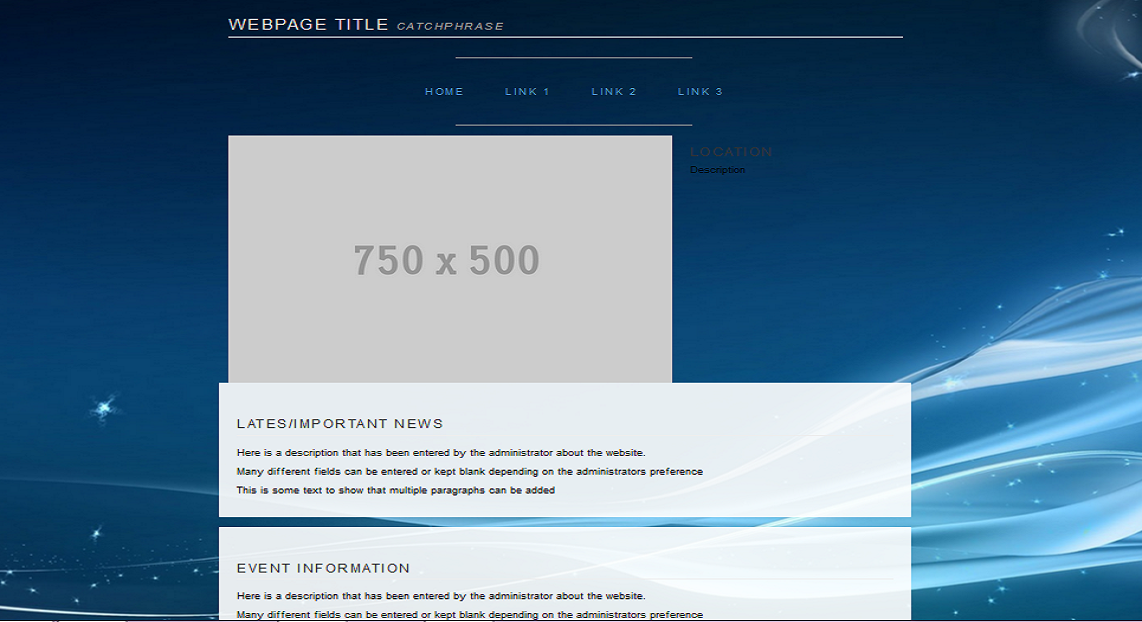 WEBPAGE TITLE CATCHPHRASE
HOME LINK 1 LINK 2 LINK 3
LOCATION
Description
750 x 500
LATES/IMPORTANT NEWS
Here is a description that has been entered by the administrator about the website.
Many different fields can be entered or kept blank depending on the administrators preference
This is some text to show that multiple paragraphs can be added
EVENT INFORMATION
Here is a description that has been entered by the administrator about the website.
Many different fields can be entered or kept blank depending on the administrators preference